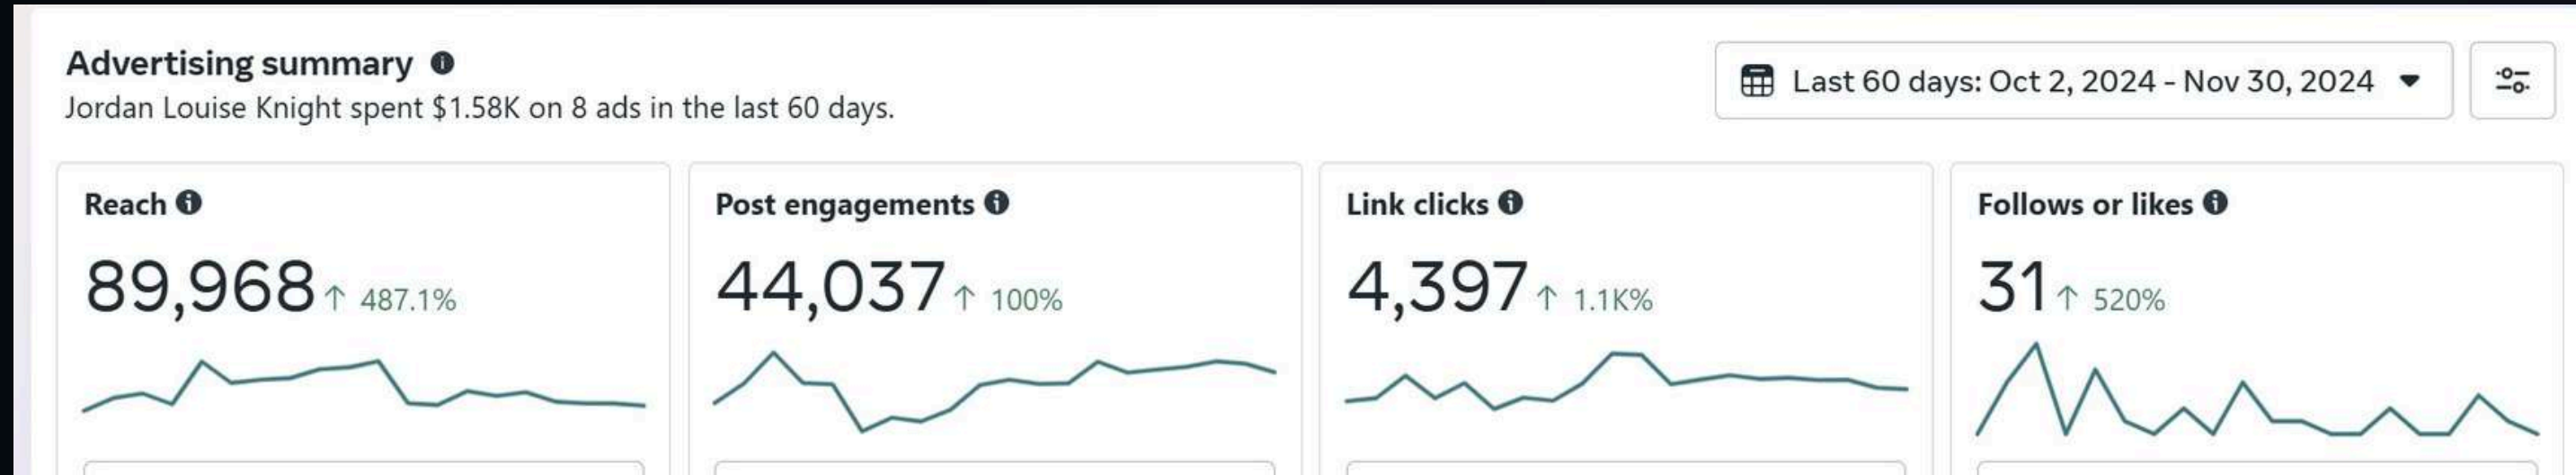 Advertising summary
Last 60 days: Oct 2, 2024 - Nov 30, 2024
Jordan Louise Knight spent $1.58K on 8 ads in the last 60 days.
Reach
89,968 ↑ 487.1%
Post engagements
44,037 ↑ 100%
Link clicks
4,397 ↑ 1.1K%
Follows or likes
31 ↑ 520%